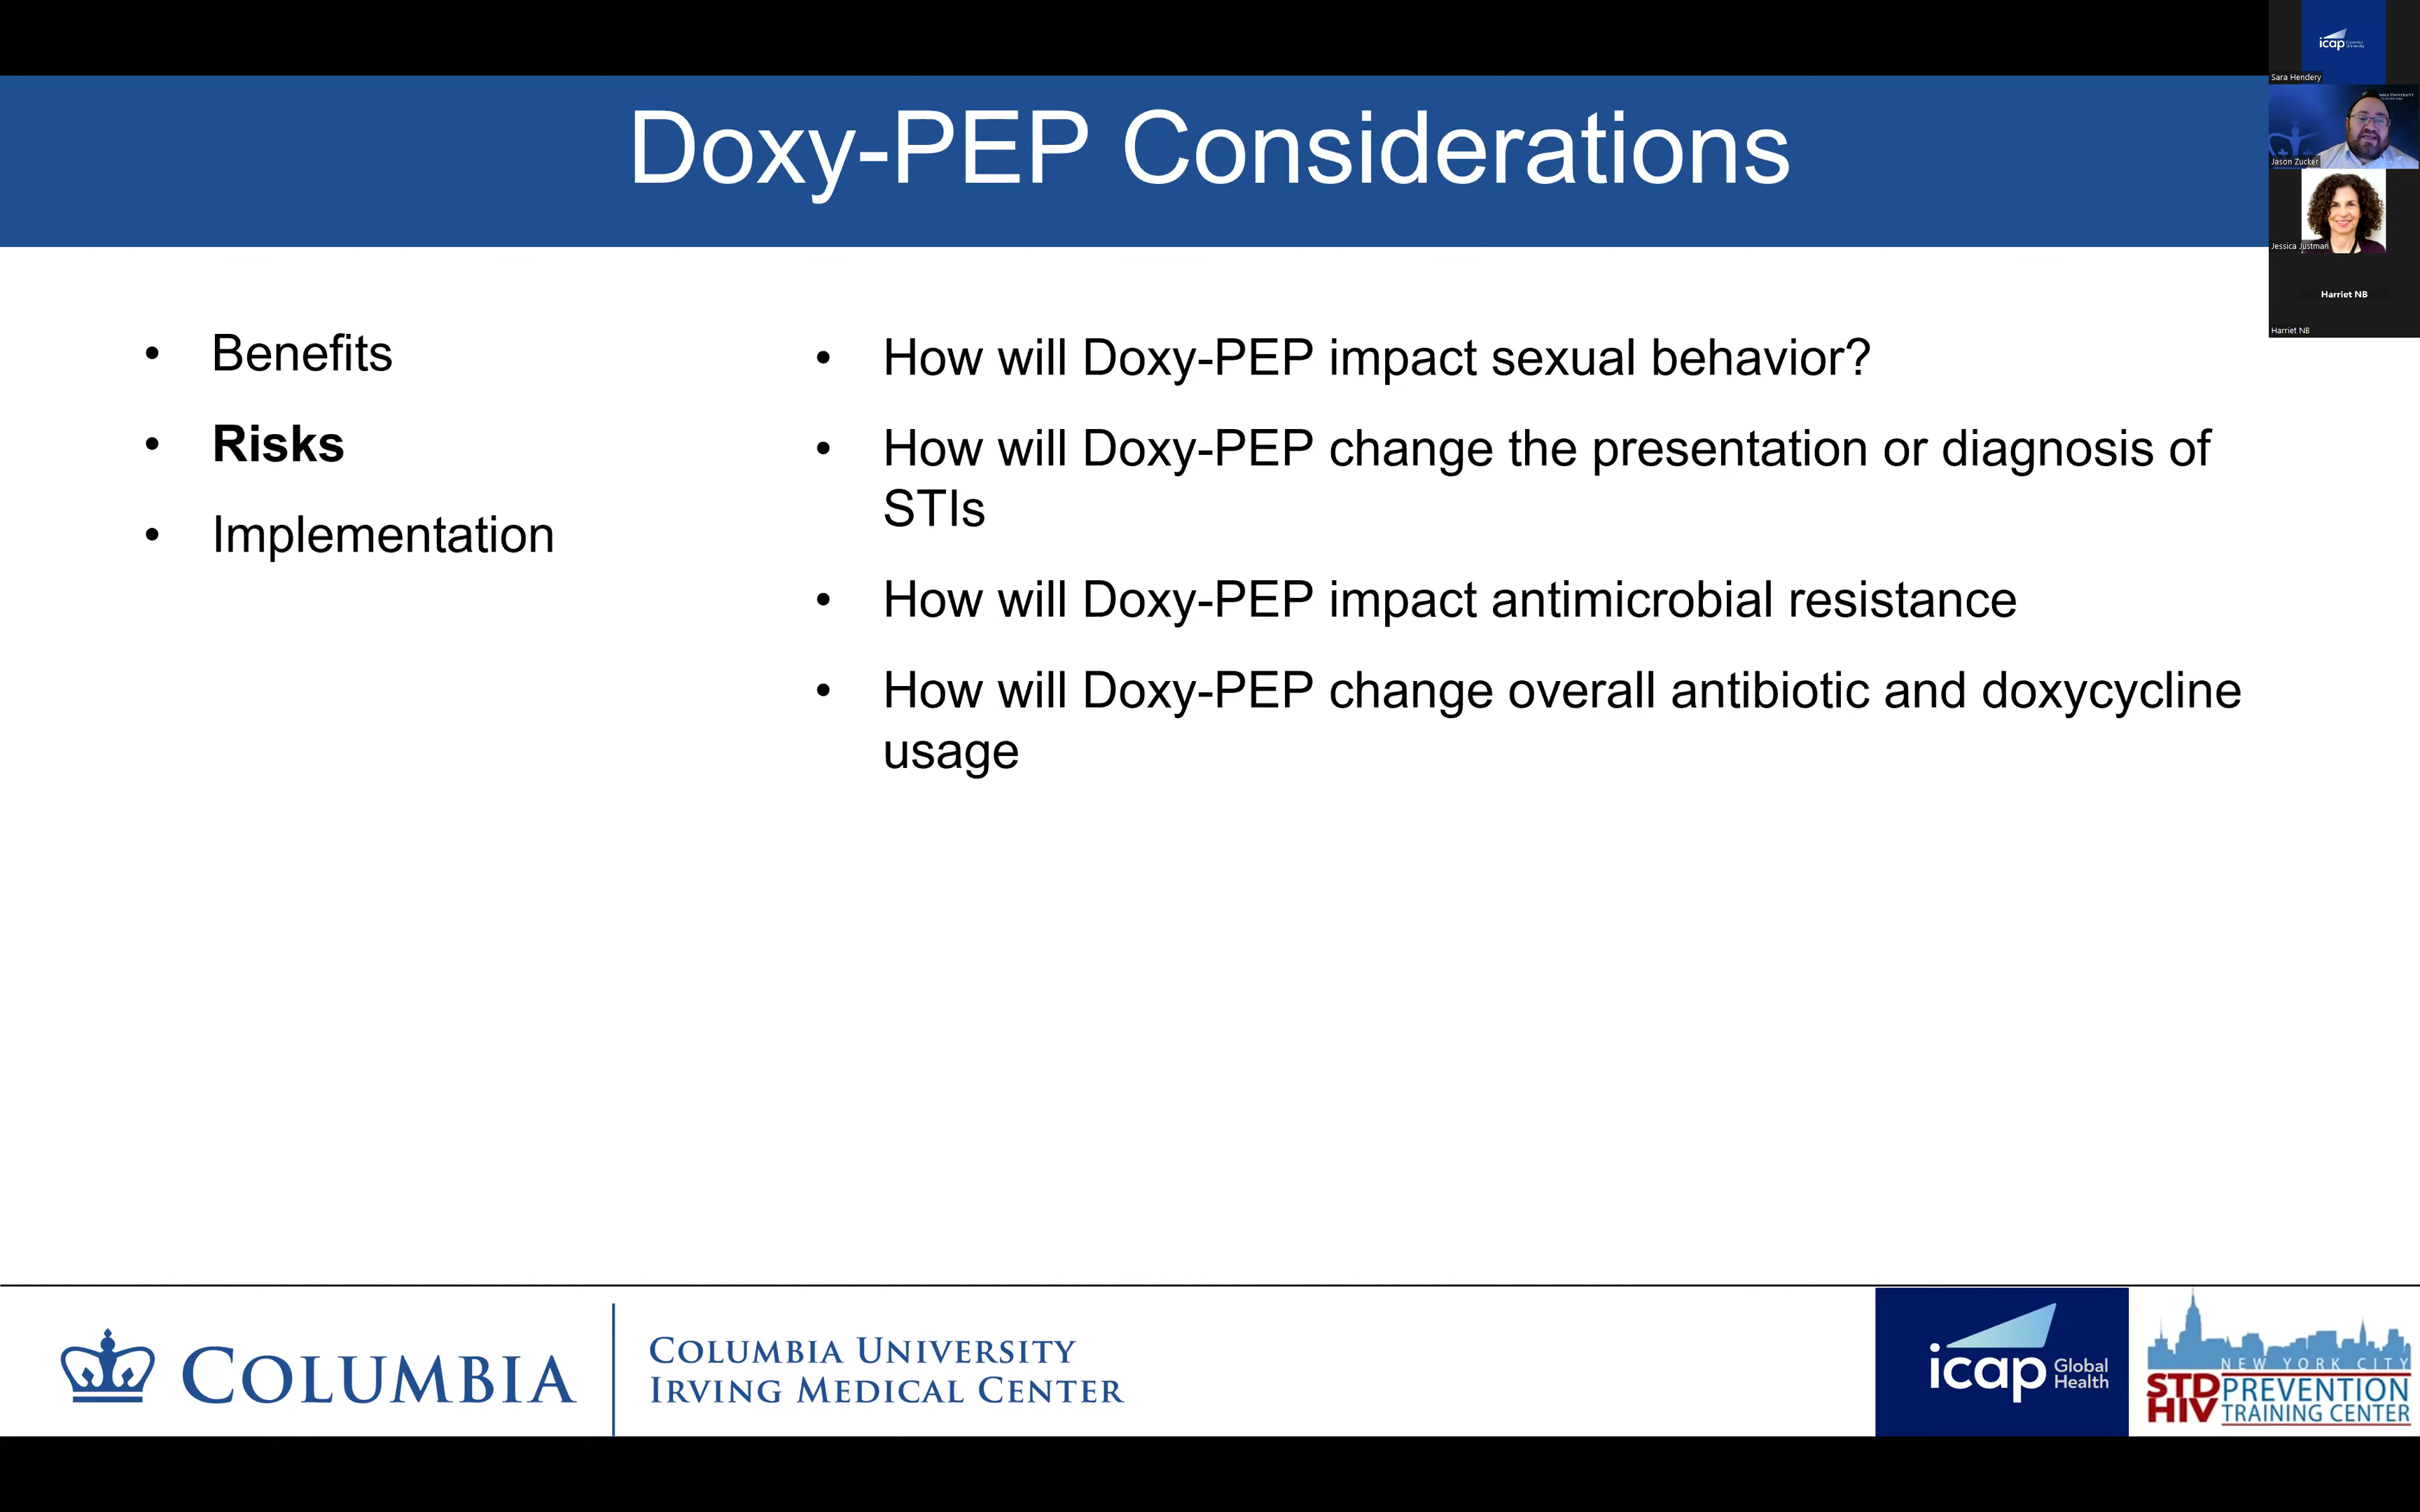 Doxy-PEP Considerations
• Benefits
• Risks
• Implementation
• How will Doxy-PEP impact sexual behavior?
• How will Doxy-PEP change the presentation or diagnosis of
STIs
• How will Doxy-PEP impact antimicrobial resistance
• How will Doxy-PEP change overall antibiotic and doxycycline
usage
icap
Sara Hendery
Jason Zucker
Jessica Justman
Harriet NB
Harriet NB
COLUMBIA
COLUMBIA UNIVERSITY
IRVING MEDICAL CENTER
icap Global
Health
NEW YORK CITY
STD PREVENTION
HIV TRAINING CENTER